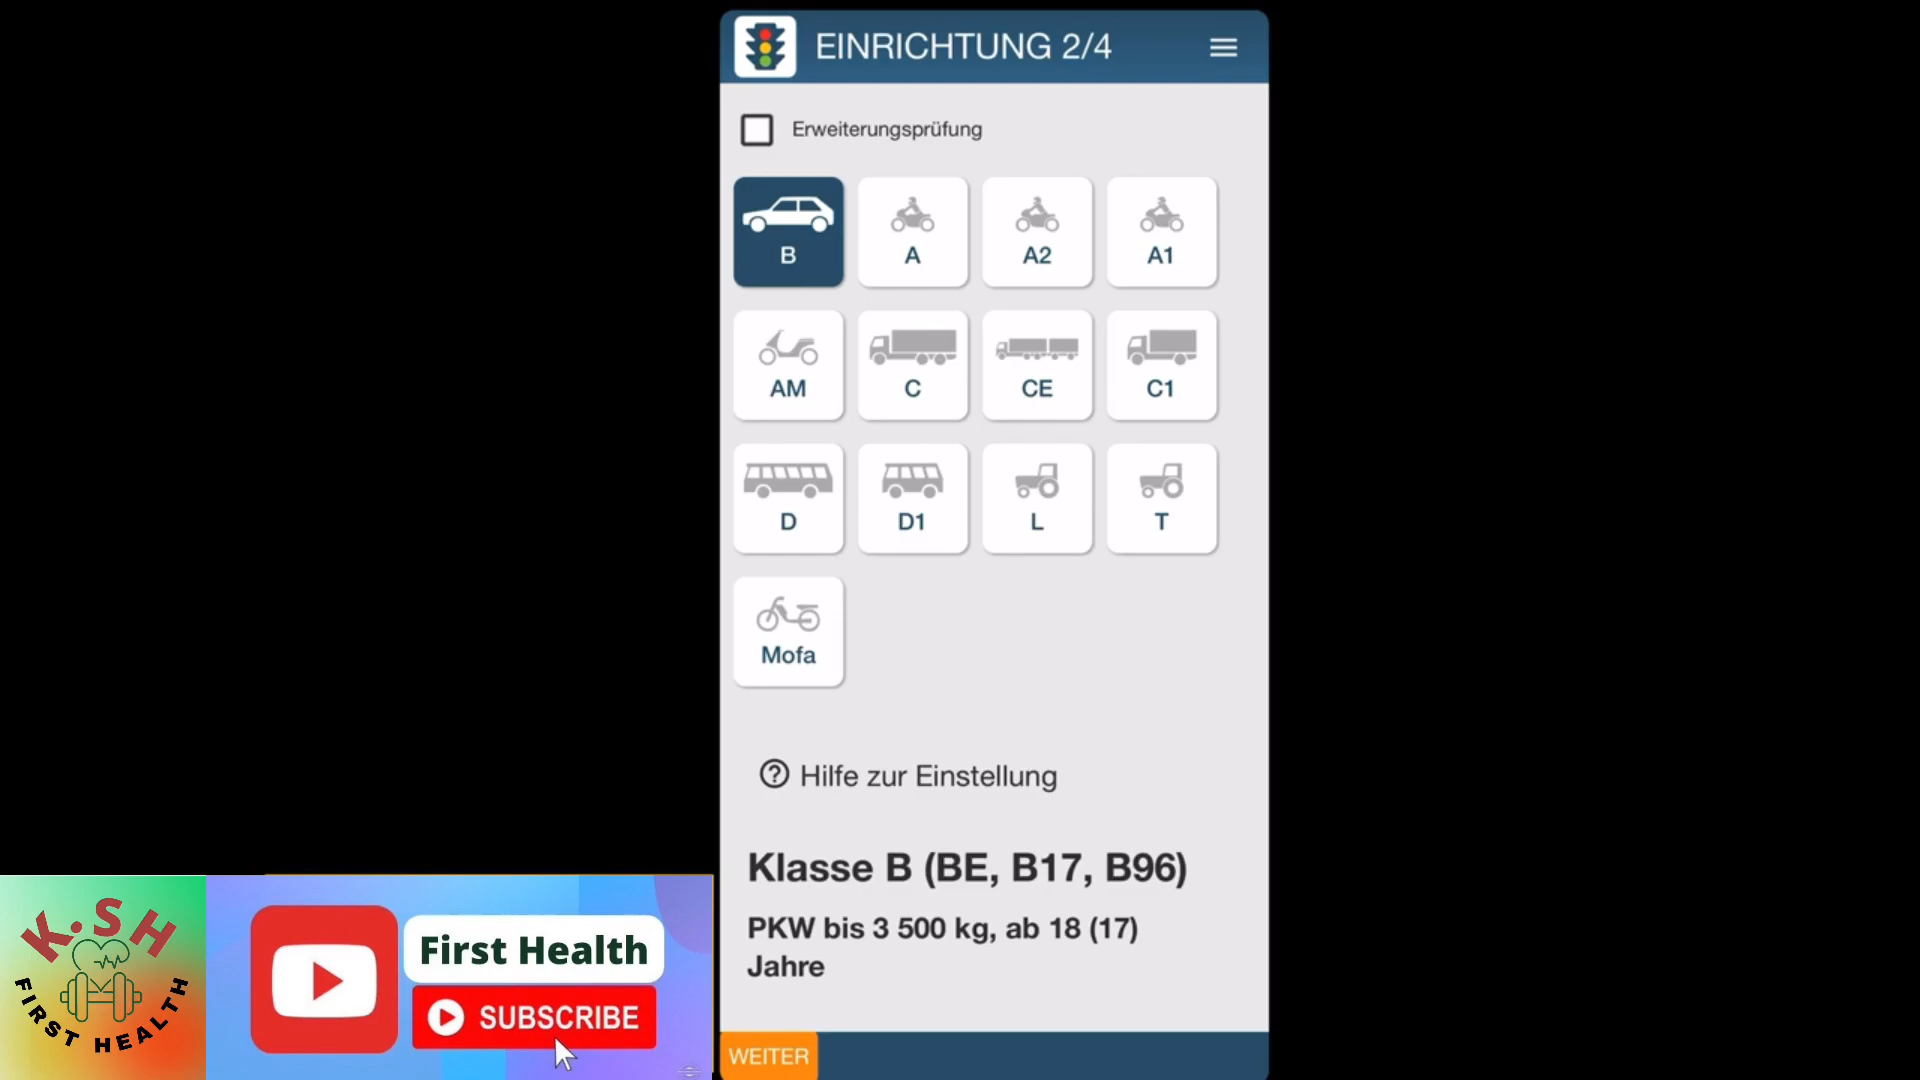 EINRICHTUNG 2/4
Erweiterungsprüfung
B
A
A2
A1
AM
C
CE
C1
D
D1
L
T
Mofa
Hilfe zur Einstellung
Klasse B (BE, B17, B96)
PKW bis 3 500 kg, ab 18 (17)
Jahre
WEITER
K.SH
FIRST HEALTH
First Health
SUBSCRIBE